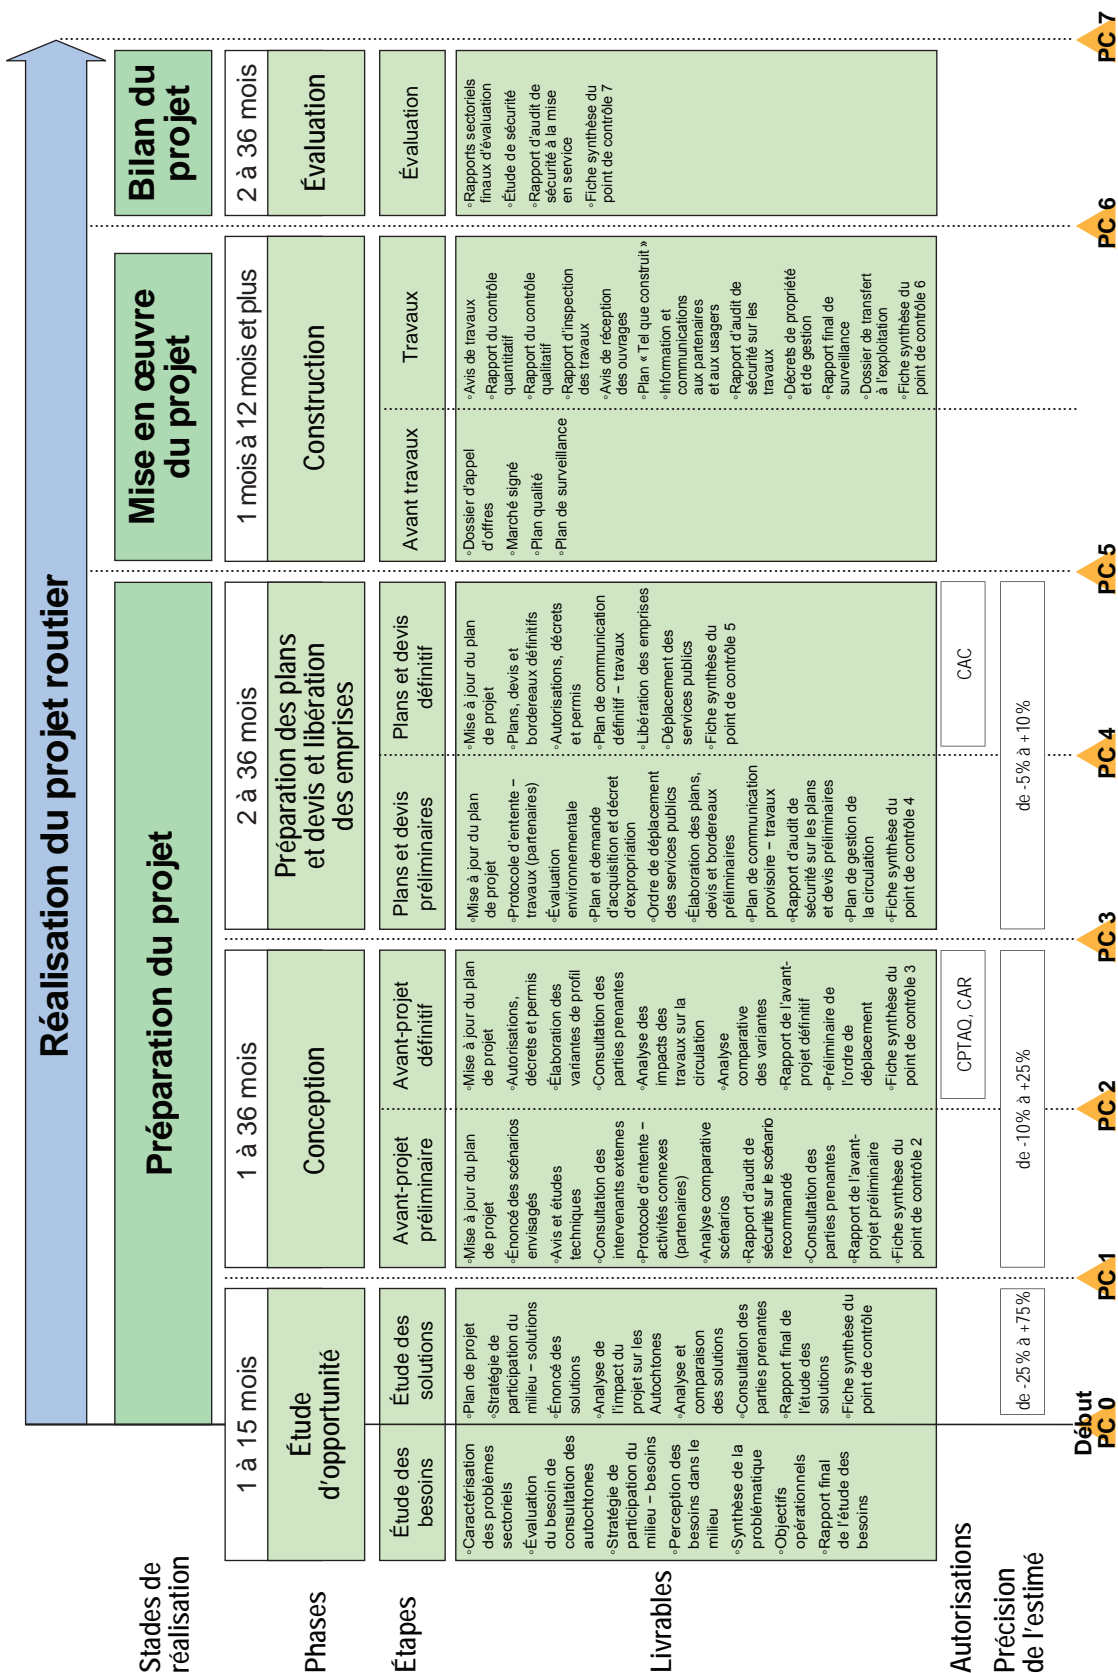 Réalisation du projet routier
Stades de
réalisation
Préparation du projet
Mise en œuvre
du projet
Bilan du
projet
Phases
1 à 15 mois
Étude
d'opportunité
1 à 36 mois
Conception
2 à 36 mois
Préparation des plans
et devis et libération
des emprises
1 mois à 12 mois et plus
Construction
2 à 36 mois
Évaluation
Étapes
Étude des
besoins
Étude des
solutions
Avant-projet
préliminaire
Avant-projet
définitif
Plans et devis
préliminaires
Plans et devis
définitif
Avant travaux
Travaux
Évaluation
Livrables
◦Caractérisation
des problèmes
sectoriels
◦Évaluation
du besoin de
consultation des
autochtones
◦Stratégie de
participation du
milieu – besoins
◦Perception des
besoins dans le
milieu
◦Synthèse de la
problématique
◦Objectifs
opérationnels
◦Rapport final
de l'étude des
besoins
◦Plan de projet
◦Stratégie de
participation du
milieu – solutions
◦Énoncé des
solutions
◦Analyse de
l'impact du
projet sur les
Autochtones
◦Analyse et
comparaison
des solutions
◦Consultation des
parties prenantes
◦Rapport final de
l'étude des
solutions
◦Fiche synthèse du
point de contrôle
◦Mise à jour du plan
de projet
◦Énoncé des scénarios
envisagés
◦Avis et études
techniques
◦Consultation des
intervenants externes
◦Protocole d'entente –
activités connexes
(partenaires)
◦Analyse comparative
scénarios
◦Rapport d'audit de
sécurité sur le scénario
recommandé
◦Consultation des
parties prenantes
◦Rapport de l'avant-
projet préliminaire
◦Fiche synthèse du
point de contrôle 2
◦Mise à jour du plan
de projet
◦Autorisations,
décrets et permis
◦Élaboration des
variantes de profil
◦Consultation des
parties prenantes
◦Analyse des
impacts des
travaux sur la
circulation
◦Analyse
comparative
des variantes
◦Rapport de l'avant-
projet définitif
◦Préliminaire de
l'ordre de
déplacement
◦Fiche synthèse du
point de contrôle 3
◦Mise à jour du plan
de projet
◦Protocole d'entente –
travaux (partenaires)
◦Évaluation
environnementale
◦Plan et demande
d'acquisition et décret
d'expropriation
◦Ordre de déplacement
des services publics
◦Élaboration des plans,
devis et bordereaux
préliminaires
◦Plan de communication
provisoire – travaux
◦Rapport d'audit de
sécurité sur les plans
et devis préliminaires
◦Plan de gestion de
la circulation
◦Fiche synthèse du
point de contrôle 4
◦Mise à jour du plan
de projet
◦Plans, devis et
bordereaux définitifs
◦Autorisations, décrets
et permis
◦Plan de communication
définitif – travaux
◦Libération des emprises
◦Déplacement des
services publics
◦Fiche synthèse du
point de contrôle 5
◦Dossier d'appel
d'offres
◦Marché signé
◦Plan qualité
◦Plan de surveillance
◦Avis de travaux
◦Rapport du contrôle
quantitatif
◦Rapport du contrôle
qualitatif
◦Rapport d'inspection
des travaux
◦Avis de réception
des ouvrages
◦Plan « Tel que construit »
◦Information et
communications
aux partenaires
et aux usagers
◦Rapport d'audit de
sécurité sur les
travaux
◦Décrets de propriété
et de gestion
◦Rapport final de
surveillance
◦Dossier de transfert
à l'exploitation
◦Fiche synthèse du
point de contrôle 6
◦Rapports sectoriels
finaux d'évaluation
◦Étude de sécurité
◦Rapport d'audit de
sécurité à la mise
en service
◦Fiche synthèse du
point de contrôle 7
Autorisations
CPTAQ, CAR
CAC
Précision
de l'estimé
de -25% à +75%
de -10% à +25%
de -5% à +10%
Début
PC 0
PC 1
PC 2
PC 3
PC 4
PC 5
PC 6
PC 7